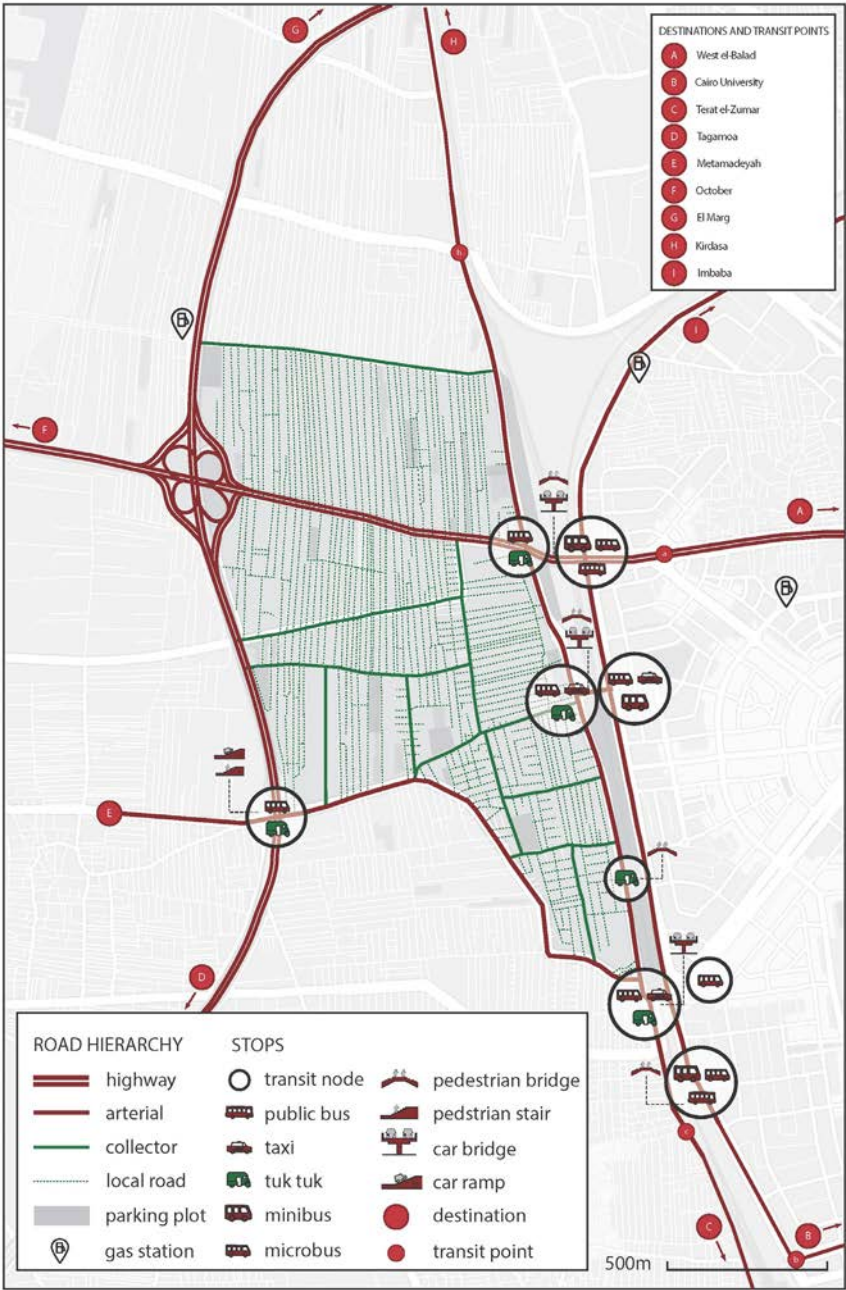 G
H
DESTINATIONS AND TRANSIT POINTS
A West el-Balad
B Cairo University
C Terat el-Zumar
D Tagamoa
E Metamadeyah
F October
G El Marg
H Kirdasa
I Imbaba
h
I
F
A
a
E
D
ROAD HIERARCHY
highway
arterial
collector
local road
parking plot
gas station
STOPS
transit node
public bus
taxi
tuk tuk
minibus
microbus
pedestrian bridge
pedstrian stair
car bridge
car ramp
destination
transit point
c
C
B
b
500m